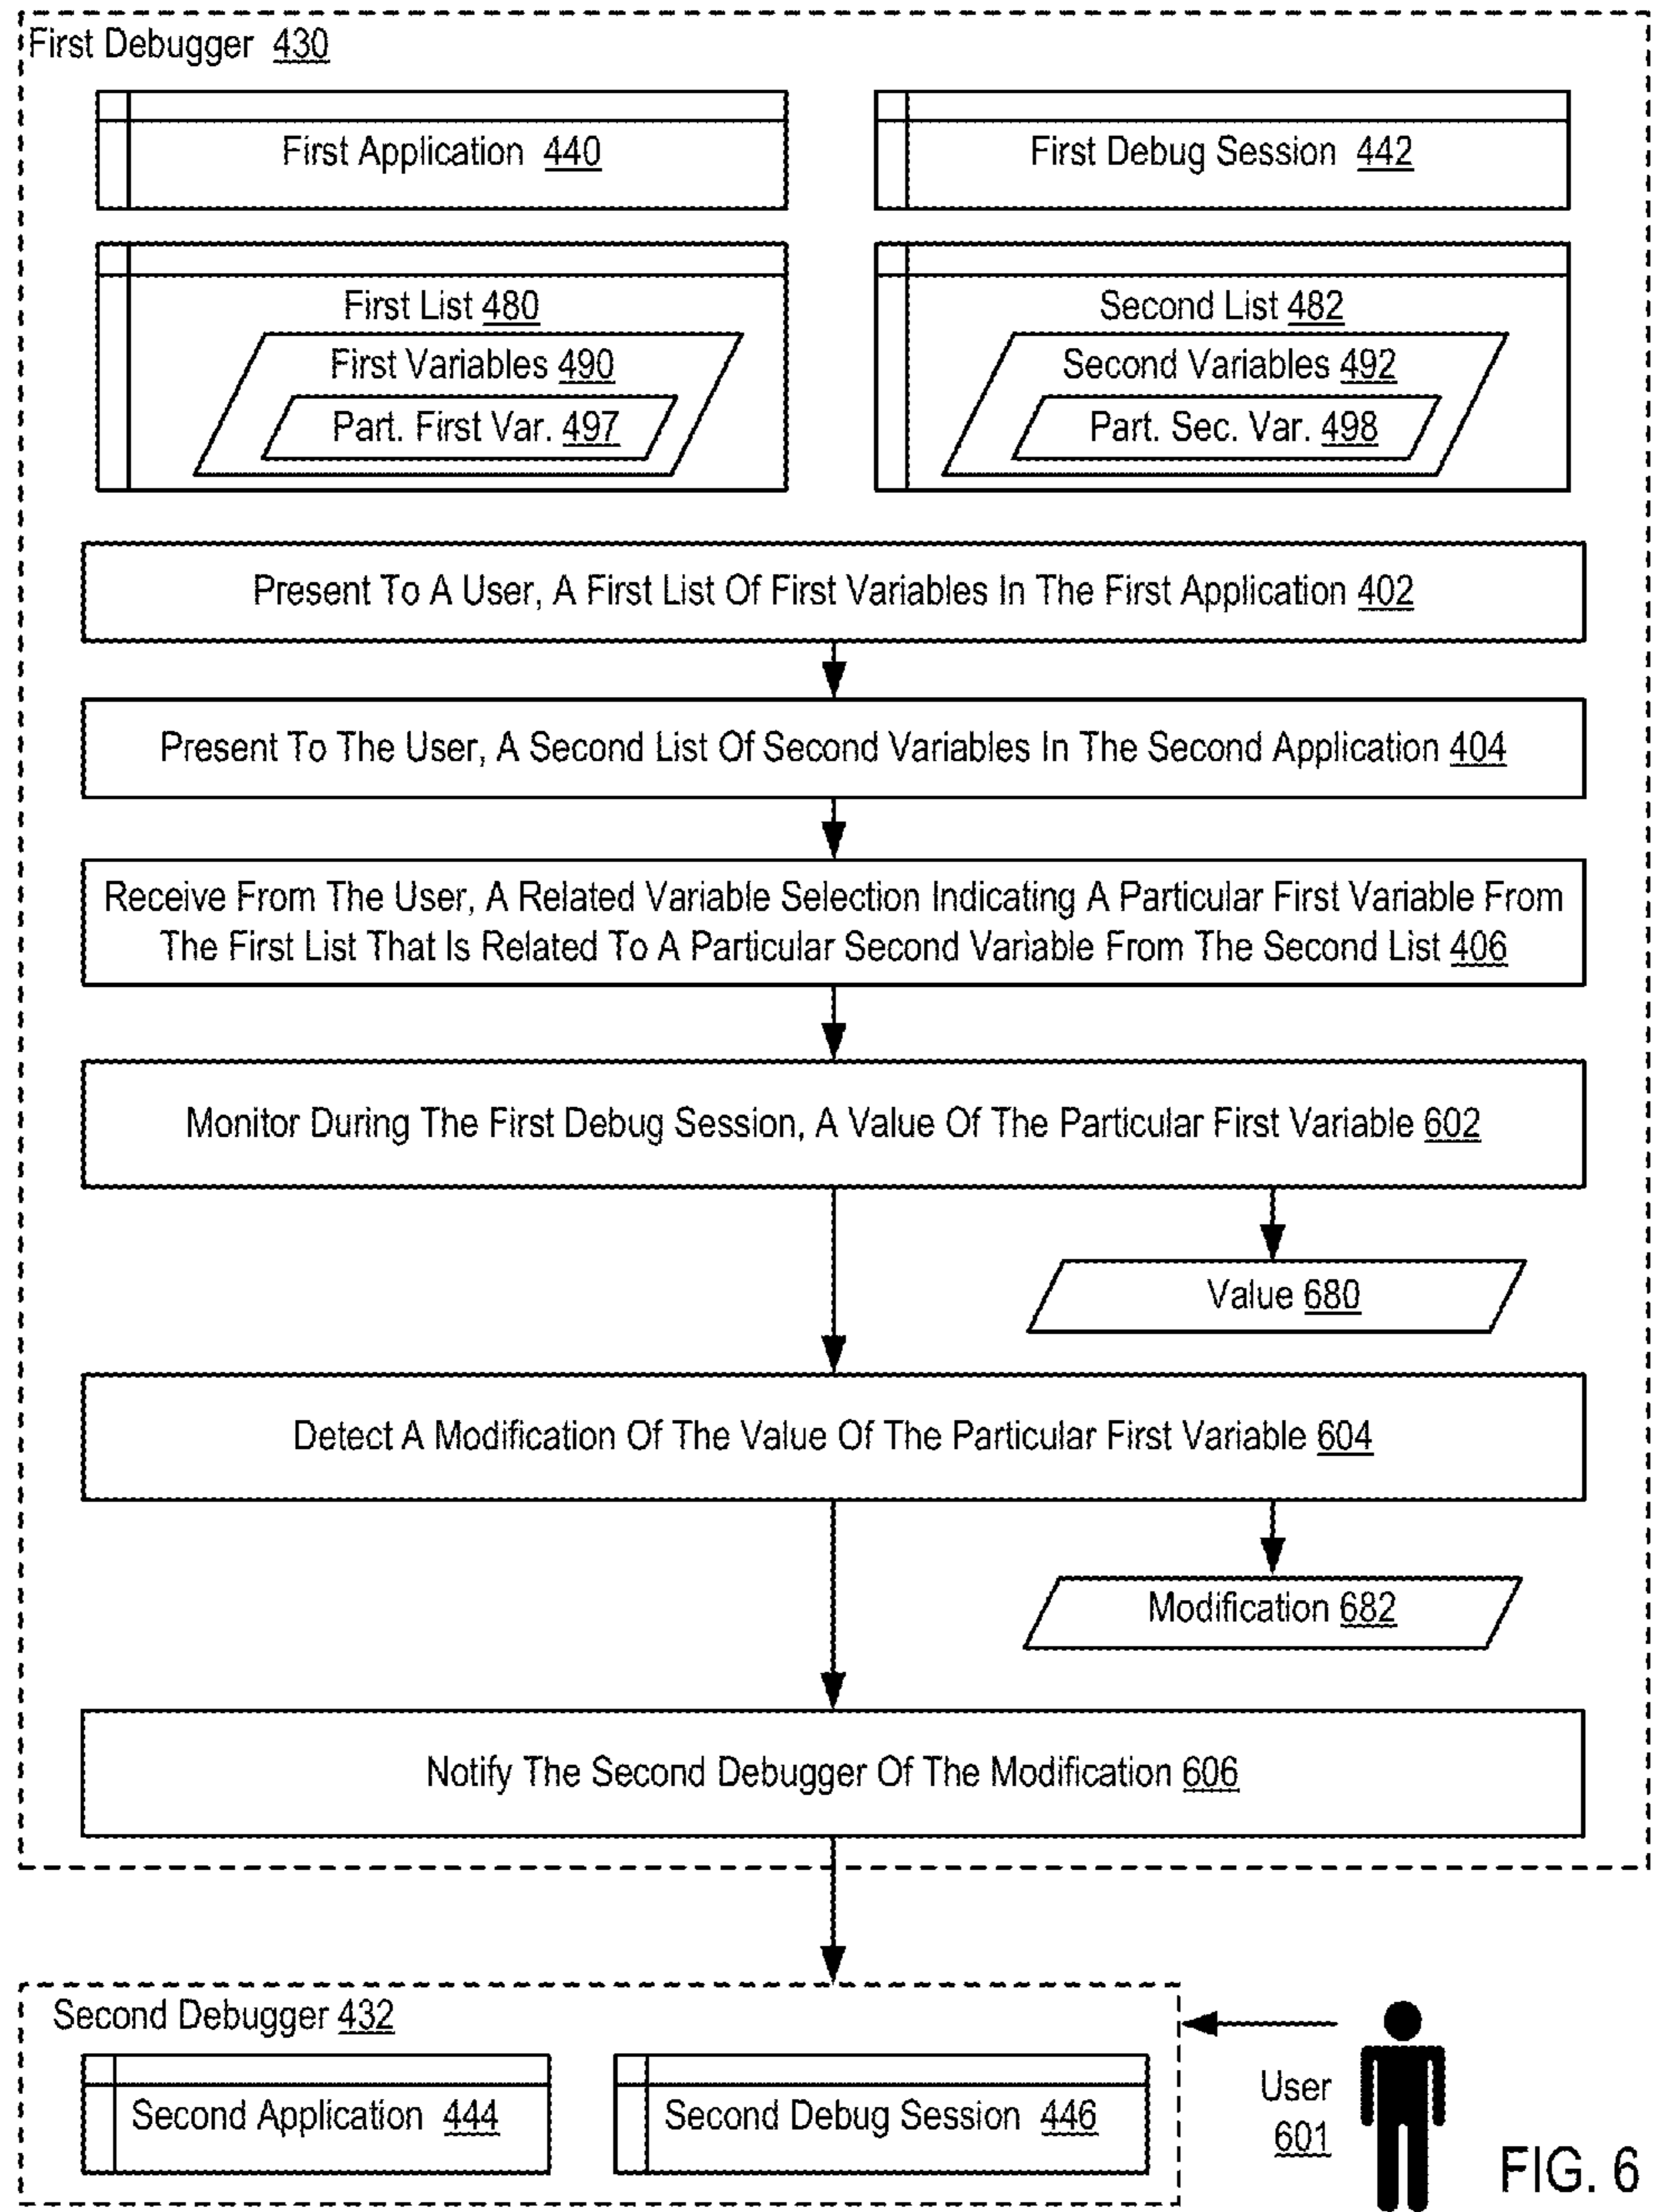 First Debugger 430
First Application 440
First Debug Session 442
First List 480
First Variables 490
Part. First Var. 497
Second List 482
Second Variables 492
Part. Sec. Var. 498
Present To A User, A First List Of First Variables In The First Application 402
Present To The User, A Second List Of Second Variables In The Second Application 404
Receive From The User, A Related Variable Selection Indicating A Particular First Variable From
The First List That Is Related To A Particular Second Variable From The Second List 406
Monitor During The First Debug Session, A Value Of The Particular First Variable 602
Value 680
Detect A Modification Of The Value Of The Particular First Variable 604
Modification 682
Notify The Second Debugger Of The Modification 606
Second Debugger 432
Second Application 444
Second Debug Session 446
User
601
FIG. 6